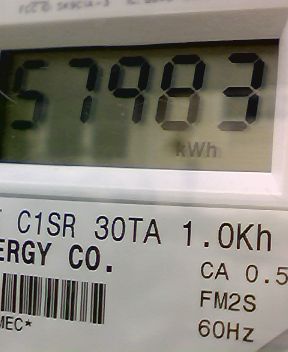 57983
kWh
C1SR 30TA 1.0Kh
ERGY CO.
CA 0.5
FM2S
60Hz
MEC*